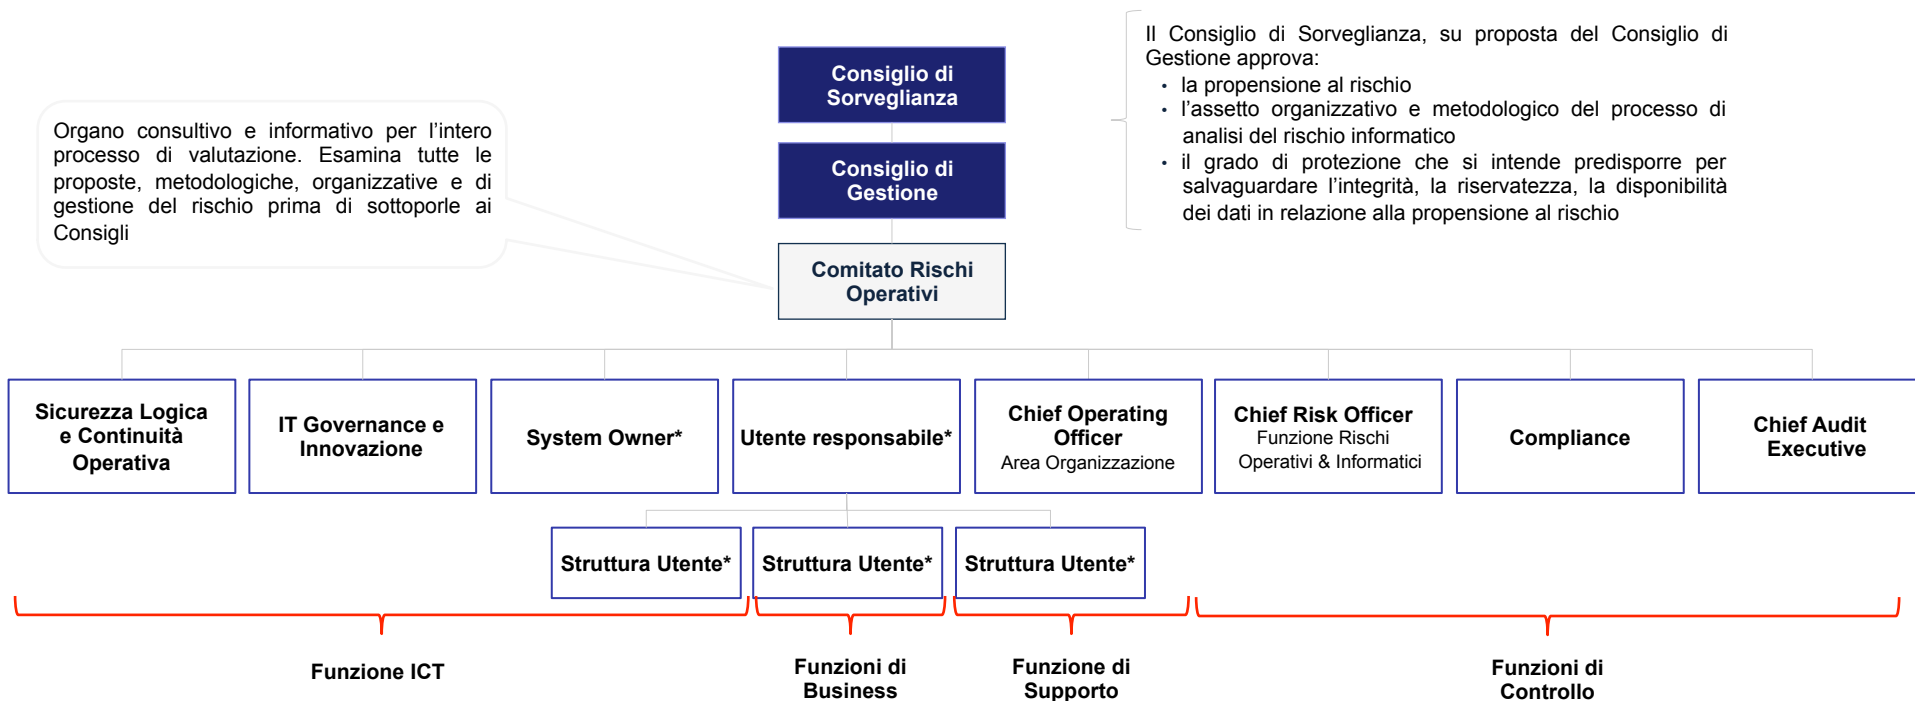 Consiglio di
Sorveglianza
Il Consiglio di Sorveglianza, su proposta del Consiglio di
Gestione approva:
• la propensione al rischio
• l'assetto organizzativo e metodologico del processo di
analisi del rischio informatico
• il grado di protezione che si intende predisporre per
salvaguardare l'integrità, la riservatezza, la disponibilità
dei dati in relazione alla propensione al rischio
Organo consultivo e informativo per l'intero
processo di valutazione. Esamina tutte le
proposte, metodologiche, organizzative e di
gestione del rischio prima di sottoporle ai
Consigli
Consiglio di
Gestione
Comitato Rischi
Operativi
Sicurezza Logica
e Continuità
Operativa
IT Governance e
Innovazione
System Owner*
Utente responsabile*
Chief Operating
Officer
Area Organizzazione
Chief Risk Officer
Funzione Rischi
Operativi & Informatici
Compliance
Chief Audit
Executive
Struttura Utente*
Struttura Utente*
Struttura Utente*
Funzione ICT
Funzioni di
Business
Funzione di
Supporto
Funzioni di
Controllo